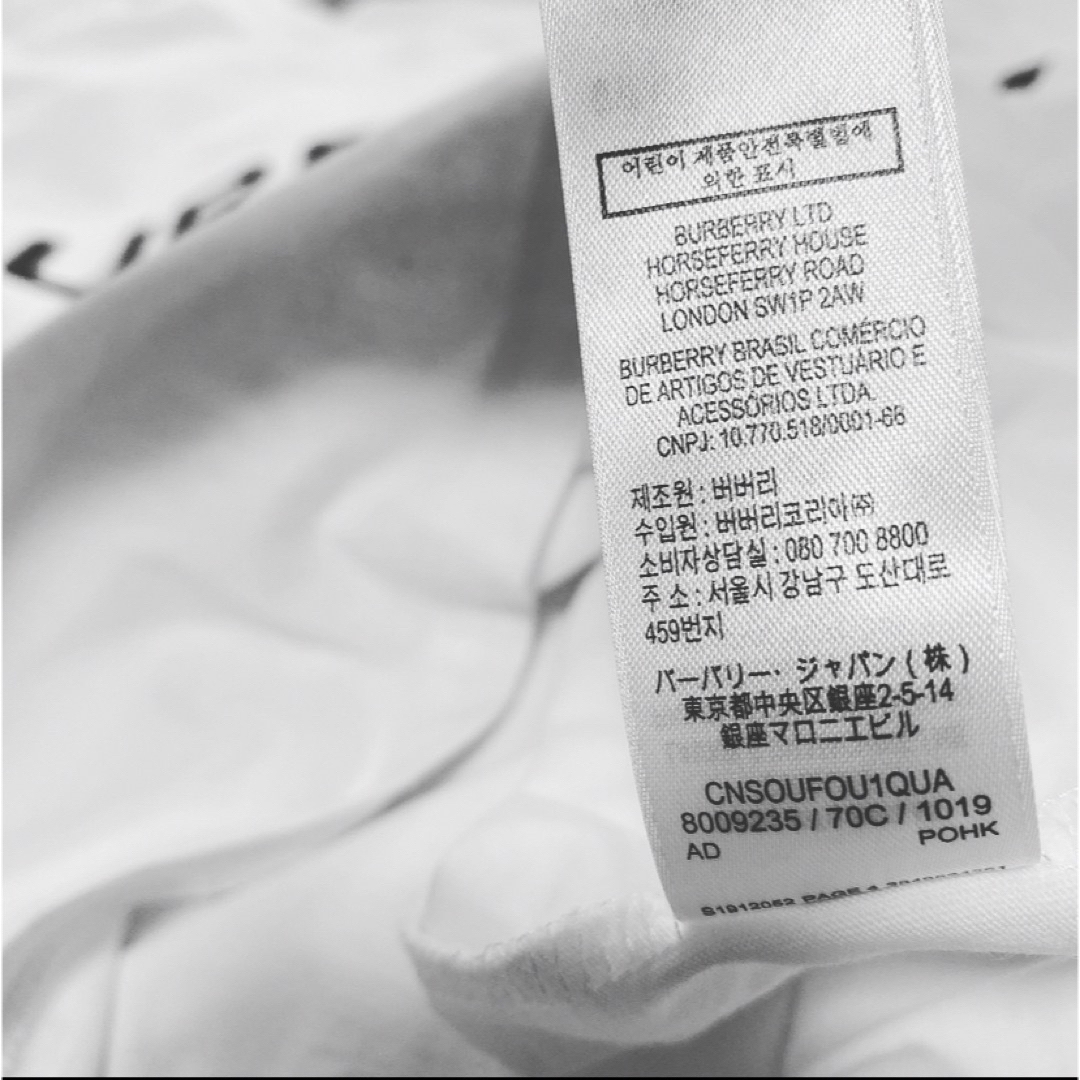 어린이 제품안전특별법에
의한 표시
BURBERRY LTD
HORSEFERRY HOUSE
HORSEFERRY ROAD
LONDON SW1P 2AW
BURBERRY BRASIL COMÉRCIO
DE ARTIGOS DE VESTUÁRIO E
ACESSÓRIOS LTDA.
CNPJ: 10.770.518/0001-66
제조원 : 버버리
수입원 : 버버리코리아㈜
소비자상담실 : 080 700 8800
주 소 : 서울시 강남구 도산대로
459번지
バーバリー・ジャパン ( 株 )
東京都中央区銀座2-5-14
銀座マロニエビル
CNSOUFOU1QUA
8009235 / 70C / 1019
AD POHK
S1912052 PAGE 4